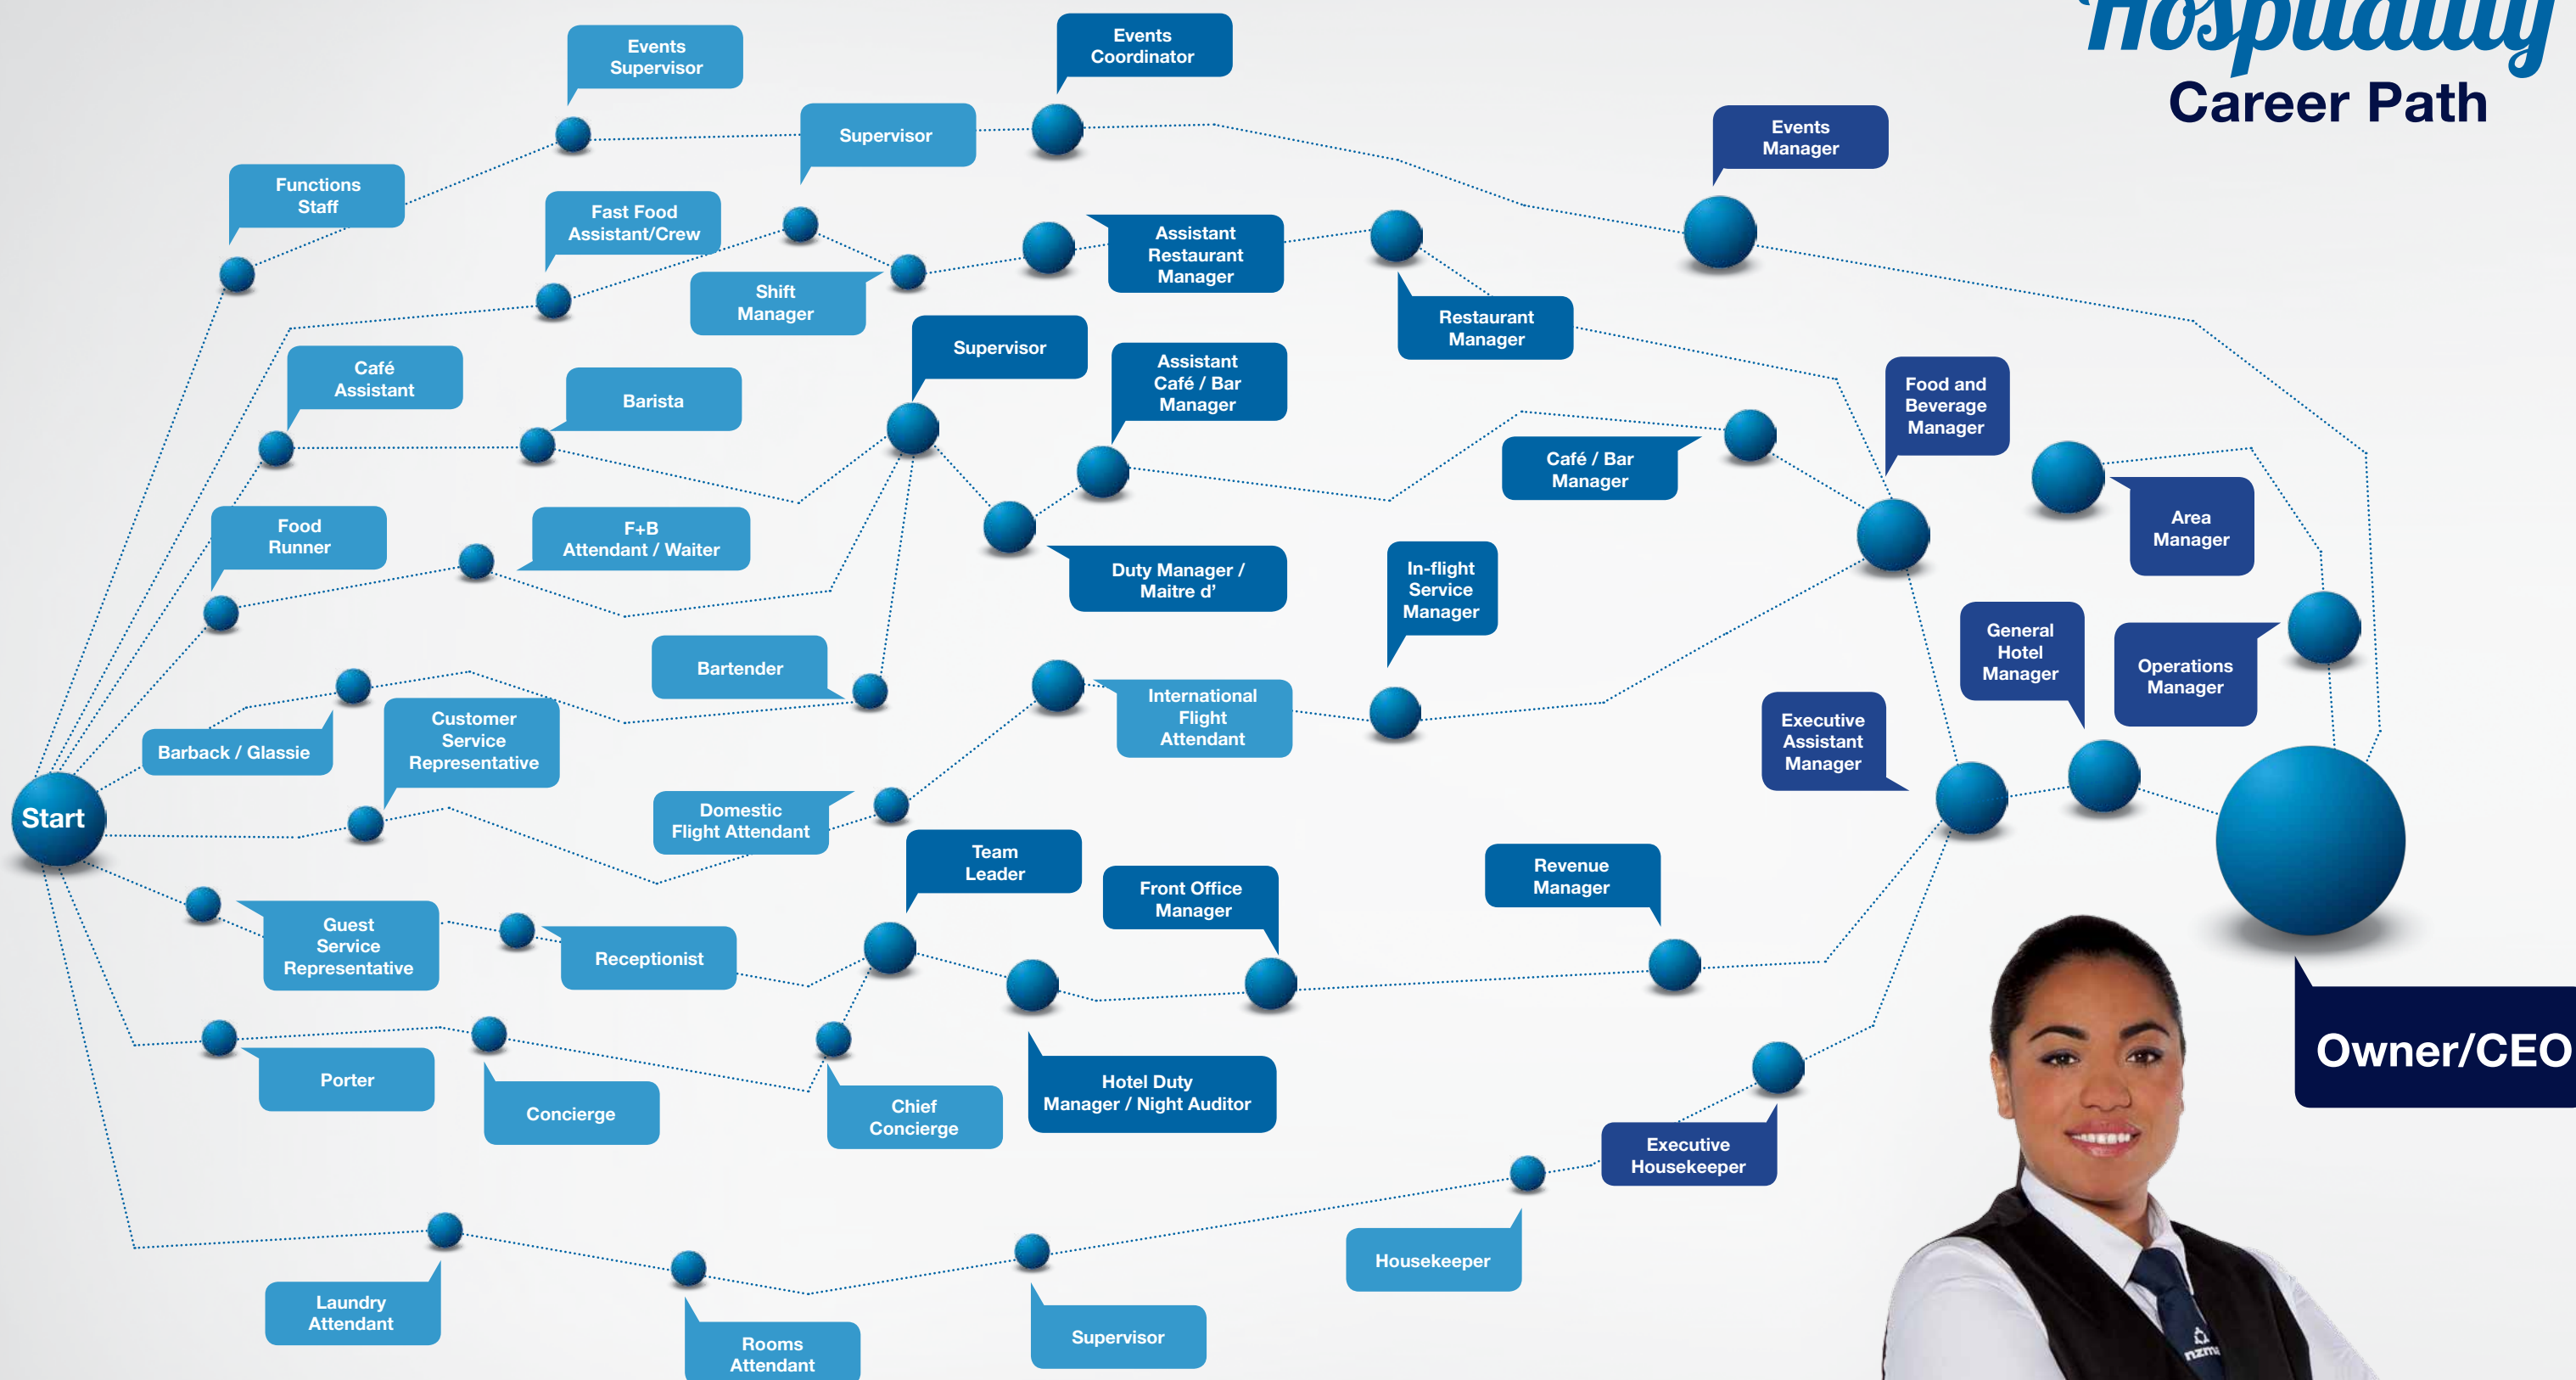 Hospitality
Career Path
Events
Supervisor
Events
Coordinator
Supervisor
Events
Manager
Functions
Staff
Fast Food
Assistant/Crew
Assistant
Restaurant
Manager
Shift
Manager
Restaurant
Manager
Supervisor
Assistant
Café / Bar
Manager
Café
Assistant
Barista
Food and
Beverage
Manager
Café / Bar
Manager
Area
Manager
Food
Runner
F+B
Attendant / Waiter
Duty Manager /
Maitre d’
In-flight
Service
Manager
General
Hotel
Manager
Operations
Manager
Bartender
International
Flight
Attendant
Executive
Assistant
Manager
Barback / Glassie
Customer
Service
Representative
Start
Domestic
Flight Attendant
Team
Leader
Front Office
Manager
Revenue
Manager
Guest
Service
Representative
Receptionist
Owner/CEO
Porter
Concierge
Chief
Concierge
Hotel Duty
Manager / Night Auditor
Executive
Housekeeper
Housekeeper
Laundry
Attendant
Rooms
Attendant
Supervisor